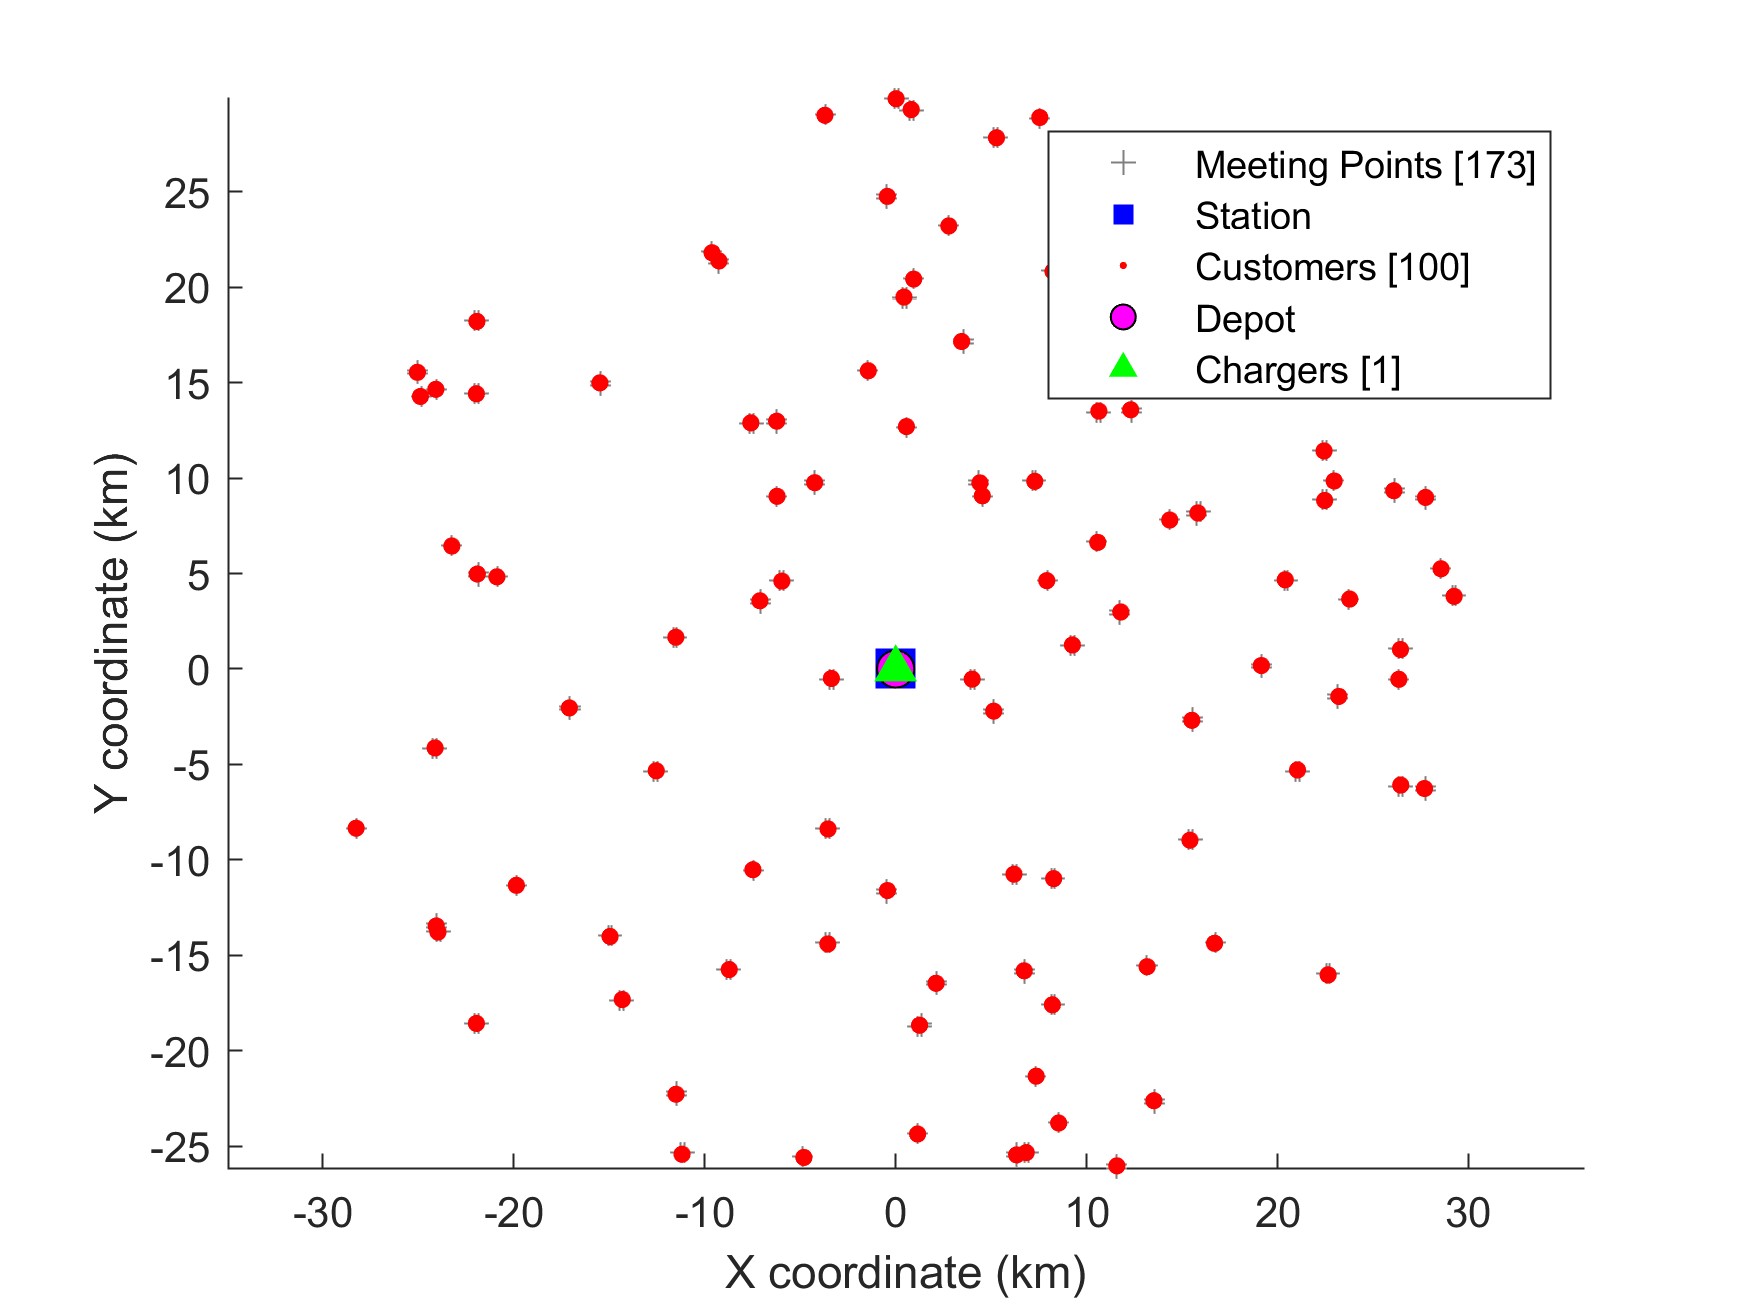 Meeting Points [173]
Station
Customers [100]
Depot
Chargers [1]
25
20
15
10
5
0
-5
-10
-15
-20
-25
Y coordinate (km)
-30 -20 -10 0 10 20 30
X coordinate (km)